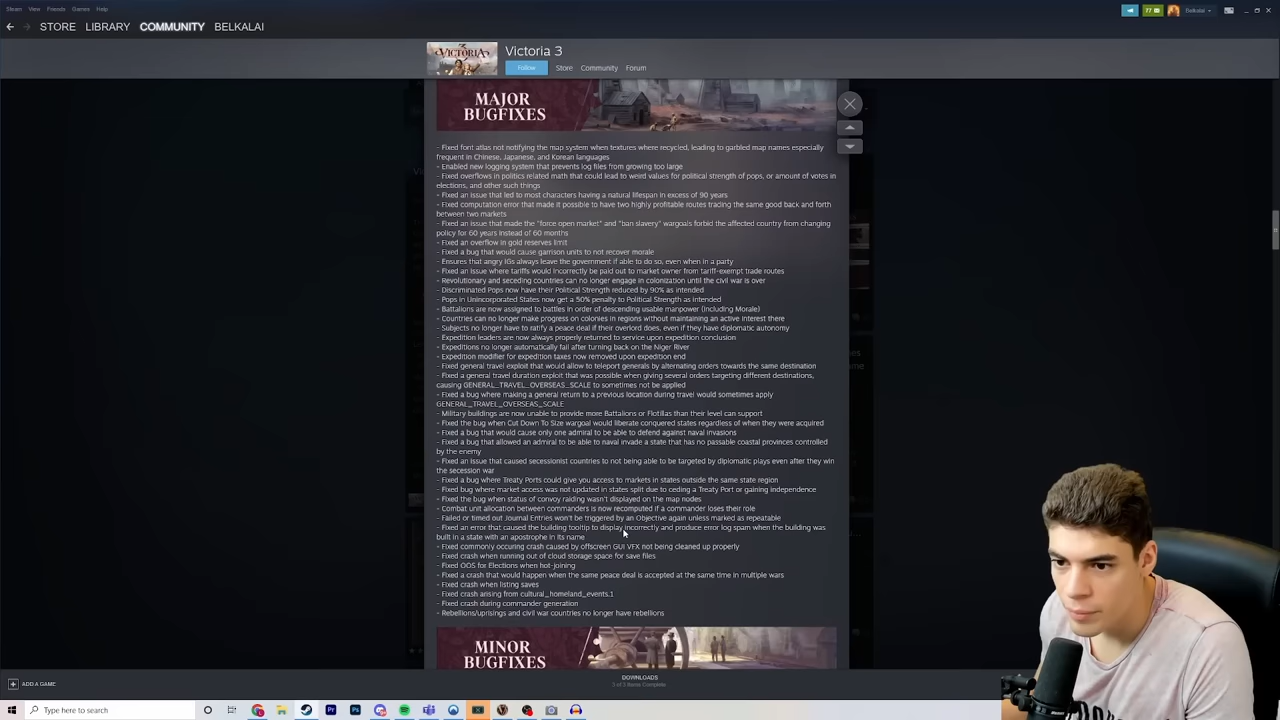 Steam View Friends Games Help
77
Belkalai
STORE LIBRARY COMMUNITY BELKALAI
VICTORIA
Victoria 3
Follow Store Community Forum
MAJOR
BUGFIXES
- Fixed font atlas not notifying the map system when textures where recycled, leading to garbled map names especially
frequent in Chinese, Japanese, and Korean languages
- Enabled new logging system that prevents log files from growing too large
- Fixed overflows in politics related math that could lead to weird values for political strength of pops, or amount of votes in
elections, and other such things
- Fixed an issue that led to most characters having a natural lifespan in excess of 90 years
- Fixed computation error that made it possible to have two highly profitable routes trading the same good back and forth
between two markets
- Fixed an issue that made the "force open market" and "ban slavery" wargoals forbid the affected country from changing
policy for 60 years instead of 60 months
- Fixed an overflow in gold reserves limit
- Fixed a bug that would cause garrison units to not recover morale
- Ensures that angry IGs always leave the government if able to do so, even when in a party
- Fixed an issue where tariffs would incorrectly be paid out to market owner from tariff-exempt trade routes
- Revolutionary and seceding countries can no longer engage in colonization until the civil war is over
- Discriminated Pops now have their Political Strength reduced by 90% as intended
- Pops in Unincorporated States now get a 50% penalty to Political Strength as intended
- Battalions are now assigned to battles in order of descending usable manpower (including Morale)
- Countries can no longer make progress on colonies in regions without maintaining an active interest there
- Subjects no longer have to ratify a peace deal if their overlord does, even if they have diplomatic autonomy
- Expedition leaders are now always properly returned to service upon expedition conclusion
- Expeditions no longer automatically fail after turning back on the Niger River
- Expedition modifier for expedition taxes now removed upon expedition end
- Fixed general travel exploit that would allow to teleport generals by alternating orders towards the same destination
- Fixed a general travel duration exploit that was possible when giving several orders targeting different destinations,
causing GENERAL_TRAVEL_OVERSEAS_SCALE to sometimes not be applied
- Fixed a bug where making a general return to a previous location during travel would sometimes apply
GENERAL_TRAVEL_OVERSEAS_SCALE
- Military buildings are now unable to provide more Battalions or Flotillas than their level can support
- Fixed the bug when Cut Down To Size wargoal would liberate conquered states regardless of when they were acquired
- Fixed a bug that would cause only one admiral to be able to defend against naval invasions
- Fixed a bug that allowed an admiral to be able to naval invade a state that has no passable coastal provinces controlled
by the enemy
- Fixed an issue that caused secessionist countries to not being able to be targeted by diplomatic plays even after they win
the secession war
- Fixed a bug where Treaty Ports could give you access to markets in states outside the same state region
- Fixed bug where market access was not updated in states split due to ceding a Treaty Port or gaining independence
- Fixed the bug when status of convoy raiding wasn't displayed on the map nodes
- Combat unit allocation between commanders is now recomputed if a commander loses their role
- Failed or timed out Journal Entries won't be triggered by an Objective again unless marked as repeatable
- Fixed an error that caused the building tooltip to display incorrectly and produce error log spam when the building was
built in a state with an apostrophe in its name
- Fixed commonly occuring crash caused by offscreen GUI VFX not being cleaned up properly
- Fixed crash when running out of cloud storage space for save files
- Fixed OOS for Elections when hot-joining
- Fixed a crash that would happen when the same peace deal is accepted at the same time in multiple wars
- Fixed crash when listing saves
- Fixed crash arising from cultural_homeland_events.1
- Fixed crash during commander generation
- Rebellions/uprisings and civil war countries no longer have rebellions
MINOR
BUGFIXES
ADD A GAME
DOWNLOADS
3 of 3 Items Complete
Type here to search